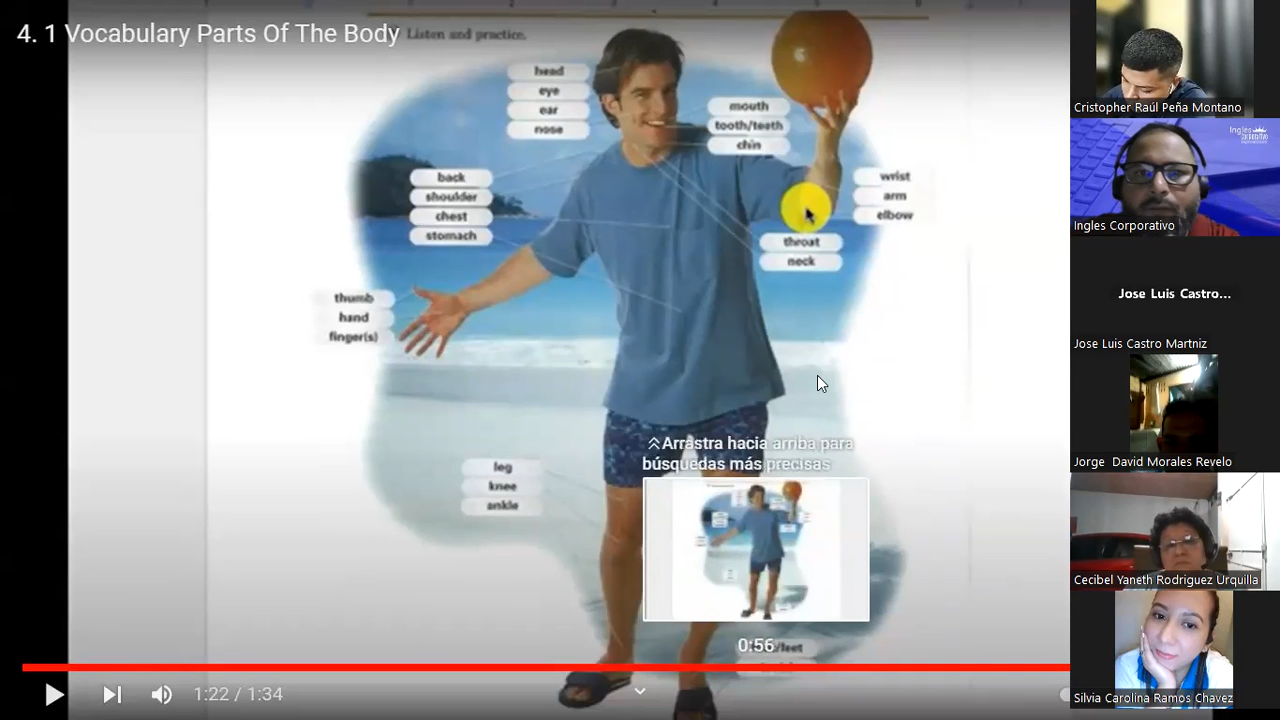 4. 1 Vocabulary Parts Of The Body
Listen and practice.
head
eye
ear
nose
mouth
tooth/teeth
chin
back
shoulder
chest
stomach
wrist
arm
elbow
throat
neck
thumb
hand
finger(s)
leg
knee
ankle
Arrastra hacia arriba para
búsquedas más precisas
0:56
/feet
1:22 / 1:34
Cristopher Raúl Peña Montano
Ingles
Ingles Corporativo
Jose Luis Castro...
Jose Luis Castro Martniz
Jorge David Morales Revelo
Cecibel Yaneth Rodriguez Urquilla
Silvia Carolina Ramos Chavez